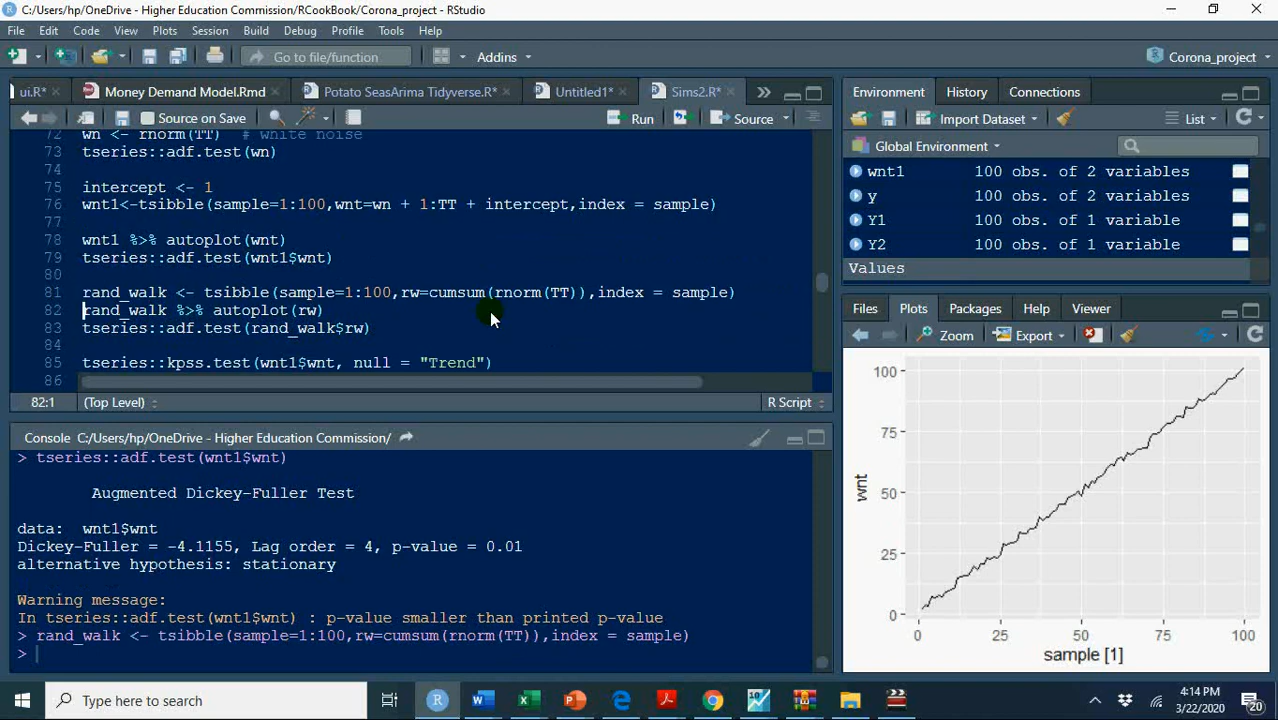 C:/Users/hp/OneDrive - Higher Education Commission/RCookBook/Corona_project - RStudio
File Edit Code View Plots Session Build Debug Profile Tools Help
Go to file/function Addins Corona_project
ui.R* Money Demand Model.Rmd Potato SeasArima Tidyverse.R* Untitled1* Sims2.R*
Source on Save Run Source
72 wn <- rnorm(TT) # white noise
73 tseries::adf.test(wn)
74
75 intercept <- 1
76 wnt1<-tsibble(sample=1:100,wnt=wn + 1:TT + intercept,index = sample)
77
78 wnt1 %>% autoplot(wnt)
79 tseries::adf.test(wnt1$wnt)
80
81 rand_walk <- tsibble(sample=1:100,rw=cumsum(rnorm(TT)),index = sample)
82 rand_walk %>% autoplot(rw)
83 tseries::adf.test(rand_walk$rw)
84
85 tseries::kpss.test(wnt1$wnt, null = "Trend")
86
82:1 (Top Level) R Script
Console C:/Users/hp/OneDrive - Higher Education Commission/
> tseries::adf.test(wnt1$wnt)
Augmented Dickey-Fuller Test
data: wnt1$wnt
Dickey-Fuller = -4.1155, Lag order = 4, p-value = 0.01
alternative hypothesis: stationary
Warning message:
In tseries::adf.test(wnt1$wnt) : p-value smaller than printed p-value
> rand_walk <- tsibble(sample=1:100,rw=cumsum(rnorm(TT)),index = sample)
>
Environment History Connections
Import Dataset List
Global Environment
wnt1 100 obs. of 2 variables
y 100 obs. of 2 variables
Y1 100 obs. of 1 variable
Y2 100 obs. of 1 variable
Values
Files Plots Packages Help Viewer
Zoom Export
100
75
wnt
50
25
0
0 25 50 75 100
sample [1]
Type here to search
4:14 PM
3/22/2020
20